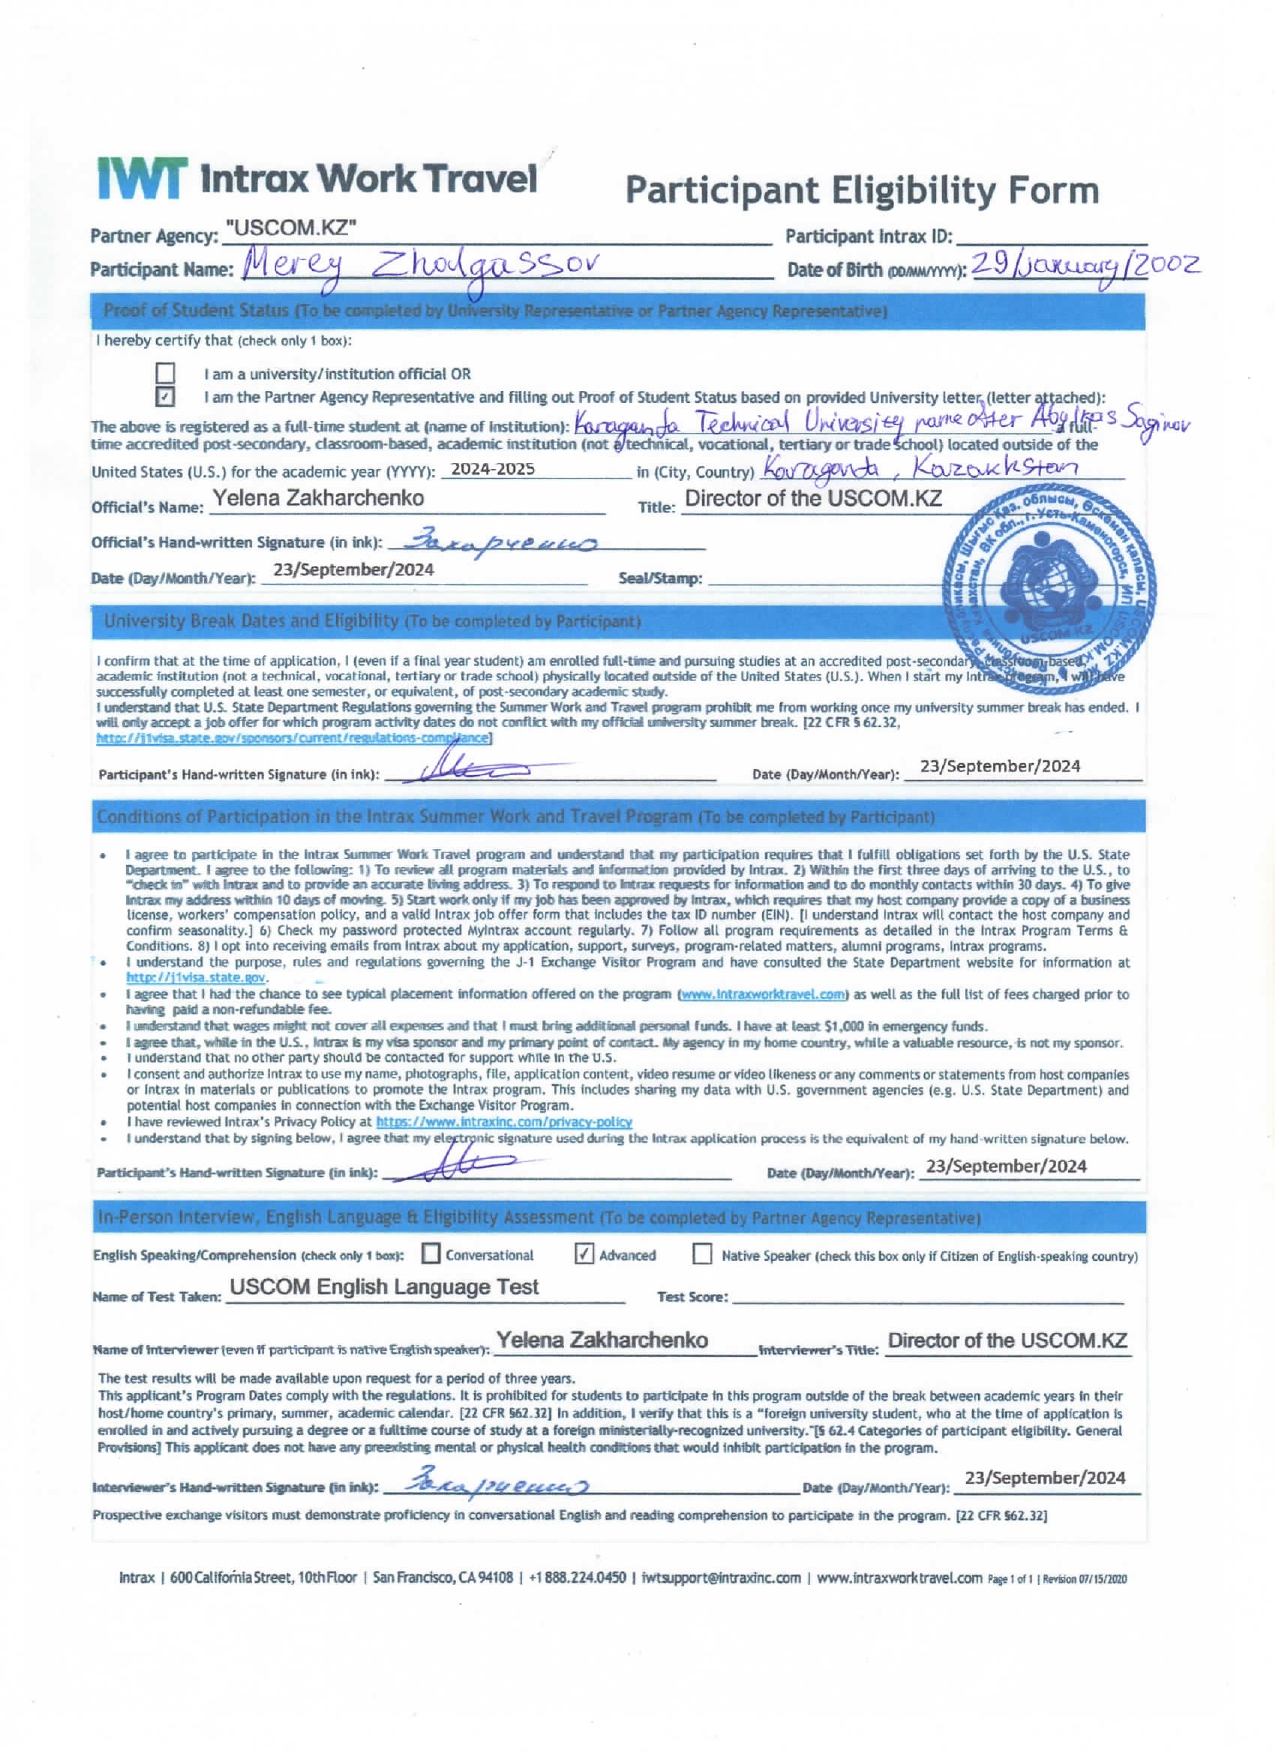 IWT Intrax Work Travel
Participant Eligibility Form
Partner Agency: "USCOM.KZ" Participant Intrax ID:
Participant Name: Merey Zholgassov Date of Birth (DD/MM/YYYY): 29/january/2002
Proof of Student Status (To be completed by University Representative or Partner Agency Representative)
I hereby certify that (check only 1 box):
I am a university/institution official OR
✓ I am the Partner Agency Representative and filling out Proof of Student Status based on provided University letter (letter attached):
The above is registered as a full-time student at (name of Institution): Karaganda Technical University name after Abylkas Saginov a full-
time accredited post-secondary, classroom-based, academic institution (not a technical, vocational, tertiary or trade school) located outside of the
United States (U.S.) for the academic year (YYYY): 2024-2025 in (City, Country) Karaganda, Kazakhstan
Official's Name: Yelena Zakharchenko Title: Director of the USCOM.KZ
Official's Hand-written Signature (in ink): Захарченко
Date (Day/Month/Year): 23/September/2024 Seal/Stamp:
USCOM.KZ
University Break Dates and Eligibility (To be completed by Participant)
I confirm that at the time of application, I (even if a final year student) am enrolled full-time and pursuing studies at an accredited post-secondary, classroom-based,
academic institution (not a technical, vocational, tertiary or trade school) physically located outside of the United States (U.S.). When I start my Intrax program, I will have
successfully completed at least one semester, or equivalent, of post-secondary academic study.
I understand that U.S. State Department Regulations governing the Summer Work and Travel program prohibit me from working once my university summer break has ended. I
will only accept a job offer for which program activity dates do not conflict with my official university summer break. [22 CFR § 62.32,
http://j1visa.state.gov/sponsors/current/regulations-compliance]
Participant's Hand-written Signature (in ink): Date (Day/Month/Year): 23/September/2024
Conditions of Participation in the Intrax Summer Work and Travel Program (To be completed by Participant)
• I agree to participate in the Intrax Summer Work Travel program and understand that my participation requires that I fulfill obligations set forth by the U.S. State
Department. I agree to the following: 1) To review all program materials and information provided by Intrax. 2) Within the first three days of arriving to the U.S., to
"check in" with Intrax and to provide an accurate living address. 3) To respond to Intrax requests for information and to do monthly contacts within 30 days. 4) To give
Intrax my address within 10 days of moving. 5) Start work only if my job has been approved by Intrax, which requires that my host company provide a copy of a business
license, workers' compensation policy, and a valid Intrax job offer form that includes the tax ID number (EIN). [I understand Intrax will contact the host company and
confirm seasonality.] 6) Check my password protected MyIntrax account regularly. 7) Follow all program requirements as detailed in the Intrax Program Terms &
Conditions. 8) I opt into receiving emails from Intrax about my application, support, surveys, program-related matters, alumni programs, Intrax programs.
• I understand the purpose, rules and regulations governing the J-1 Exchange Visitor Program and have consulted the State Department website for information at
http://j1visa.state.gov.
• I agree that I had the chance to see typical placement information offered on the program (www.intraxworktravel.com) as well as the full list of fees charged prior to
having paid a non-refundable fee.
• I understand that wages might not cover all expenses and that I must bring additional personal funds. I have at least $1,000 in emergency funds.
• I agree that, while in the U.S., Intrax is my visa sponsor and my primary point of contact. My agency in my home country, while a valuable resource, is not my sponsor.
• I understand that no other party should be contacted for support while in the U.S.
• I consent and authorize Intrax to use my name, photographs, file, application content, video resume or video likeness or any comments or statements from host companies
or Intrax in materials or publications to promote the Intrax program. This includes sharing my data with U.S. government agencies (e.g. U.S. State Department) and
potential host companies in connection with the Exchange Visitor Program.
• I have reviewed Intrax's Privacy Policy at https://www.intraxinc.com/privacy-policy
• I understand that by signing below, I agree that my electronic signature used during the Intrax application process is the equivalent of my hand-written signature below.
Participant's Hand-written Signature (in ink): Date (Day/Month/Year): 23/September/2024
In-Person Interview, English Language & Eligibility Assessment (To be completed by Partner Agency Representative)
English Speaking/Comprehension (check only 1 box): Conversational ✓ Advanced Native Speaker (check this box only if Citizen of English-speaking country)
Name of Test Taken: USCOM English Language Test Test Score:
Name of Interviewer (even if participant is native English speaker): Yelena Zakharchenko Interviewer's Title: Director of the USCOM.KZ
The test results will be made available upon request for a period of three years.
This applicant's Program Dates comply with the regulations. It is prohibited for students to participate in this program outside of the break between academic years in their
host/home country's primary, summer, academic calendar. [22 CFR §62.32] In addition, I verify that this is a "foreign university student, who at the time of application is
enrolled in and actively pursuing a degree or a fulltime course of study at a foreign ministerially-recognized university."[§ 62.4 Categories of participant eligibility. General
Provisions] This applicant does not have any preexisting mental or physical health conditions that would inhibit participation in the program.
Interviewer's Hand-written Signature (in ink): Захарченко Date (Day/Month/Year): 23/September/2024
Prospective exchange visitors must demonstrate proficiency in conversational English and reading comprehension to participate in the program. [22 CFR §62.32]
Intrax | 600 California Street, 10th Floor | San Francisco, CA 94108 | +1 888.224.0450 | iwtsupport@intraxinc.com | www.intraxworktravel.com Page 1 of 1 | Revision 07/15/2020